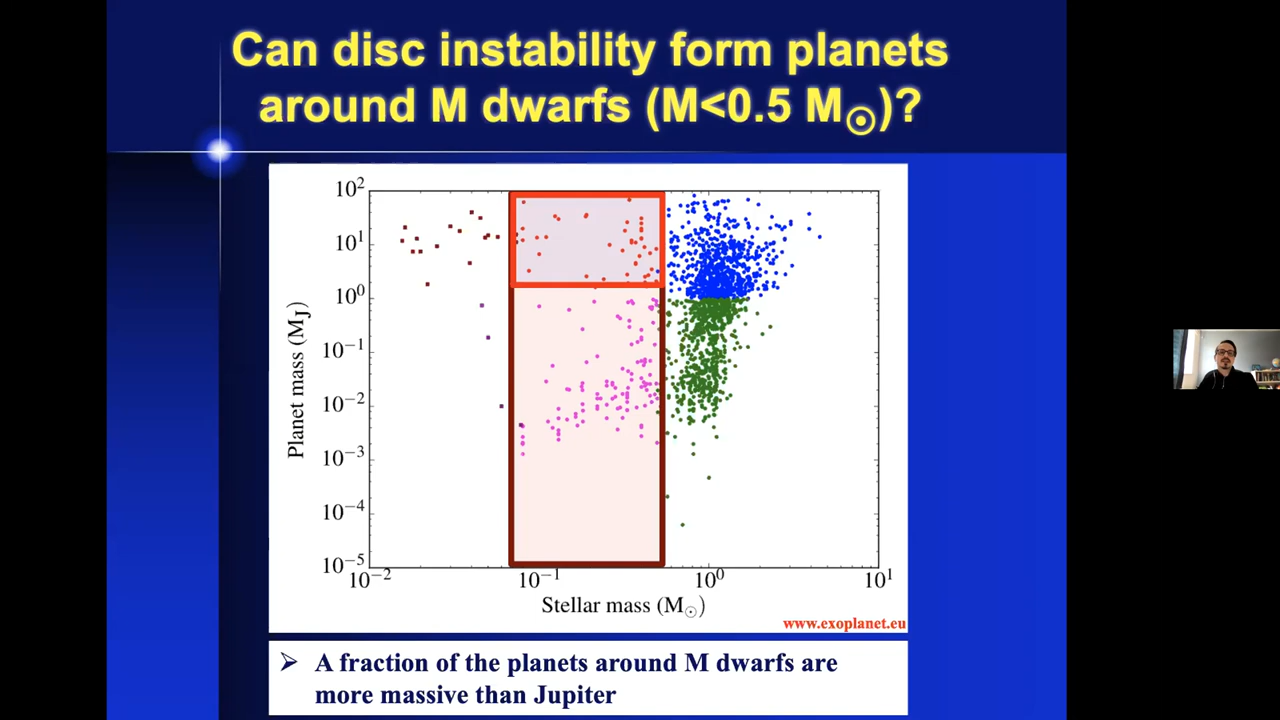 Can disc instability form planets
around M dwarfs (M<0.5 M☉)?
10²
10¹
10⁰
10⁻¹
10⁻²
10⁻³
10⁻⁴
10⁻⁵
Planet mass (M_J)
10⁻² 10⁻¹ 10⁰ 10¹
Stellar mass (M☉)
www.exoplanet.eu
➢ A fraction of the planets around M dwarfs are
more massive than Jupiter